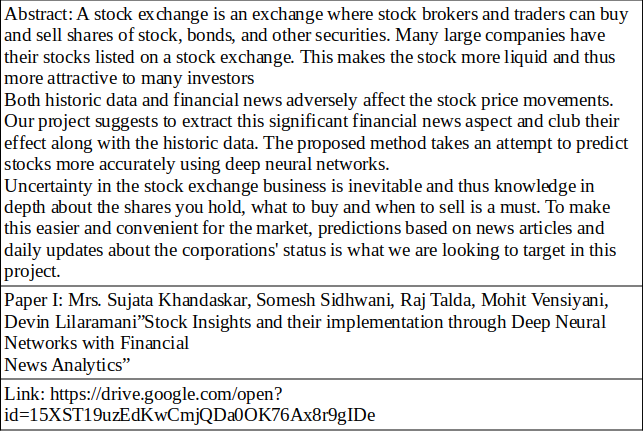 Abstract: A stock exchange is an exchange where stock brokers and traders can buy
and sell shares of stock, bonds, and other securities. Many large companies have
their stocks listed on a stock exchange. This makes the stock more liquid and thus
more attractive to many investors
Both historic data and financial news adversely affect the stock price movements.
Our project suggests to extract this significant financial news aspect and club their
effect along with the historic data. The proposed method takes an attempt to predict
stocks more accurately using deep neural networks.
Uncertainty in the stock exchange business is inevitable and thus knowledge in
depth about the shares you hold, what to buy and when to sell is a must. To make
this easier and convenient for the market, predictions based on news articles and
daily updates about the corporations' status is what we are looking to target in this
project.
Paper I: Mrs. Sujata Khandaskar, Somesh Sidhwani, Raj Talda, Mohit Vensiyani,
Devin Lilaramani”Stock Insights and their implementation through Deep Neural
Networks with Financial
News Analytics”
Link: https://drive.google.com/open?
id=15XST19uzEdKwCmjQDa0OK76Ax8r9gIDe